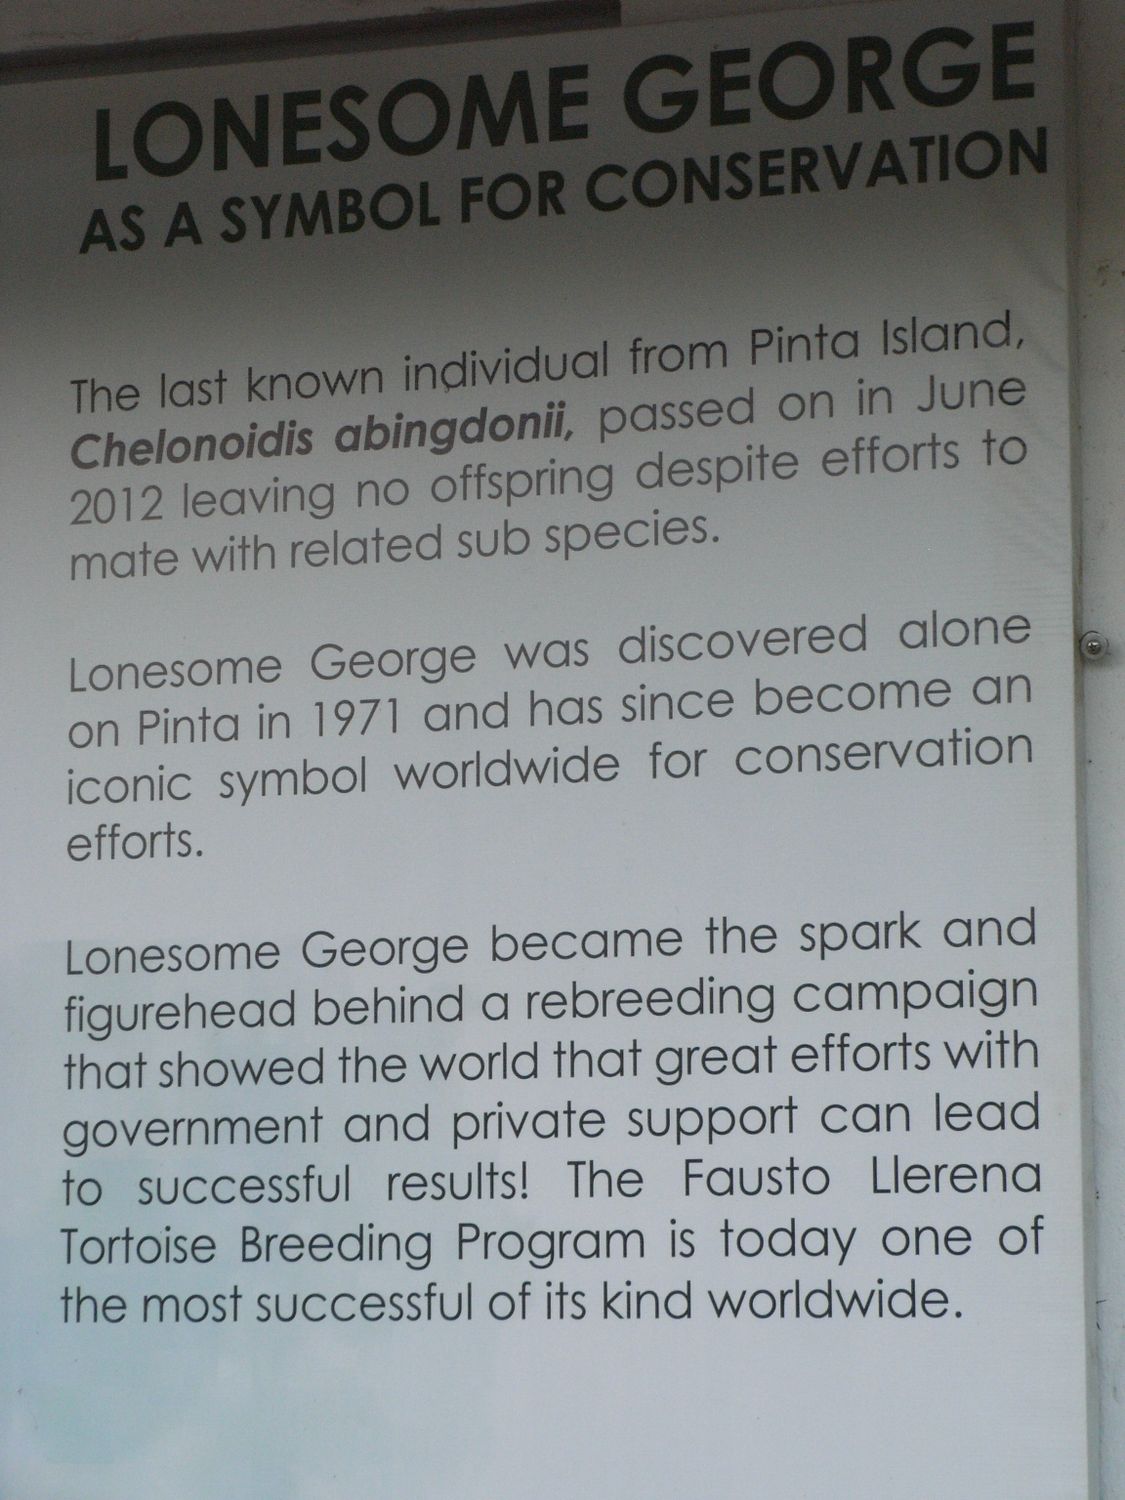 LONESOME GEORGE
AS A SYMBOL FOR CONSERVATION
The last known individual from Pinta Island,
Chelonoidis abingdonii, passed on in June
2012 leaving no offspring despite efforts to
mate with related sub species.
Lonesome George was discovered alone
on Pinta in 1971 and has since become an
iconic symbol worldwide for conservation
efforts.
Lonesome George became the spark and
figurehead behind a rebreeding campaign
that showed the world that great efforts with
government and private support can lead
to successful results! The Fausto Llerena
Tortoise Breeding Program is today one of
the most successful of its kind worldwide.